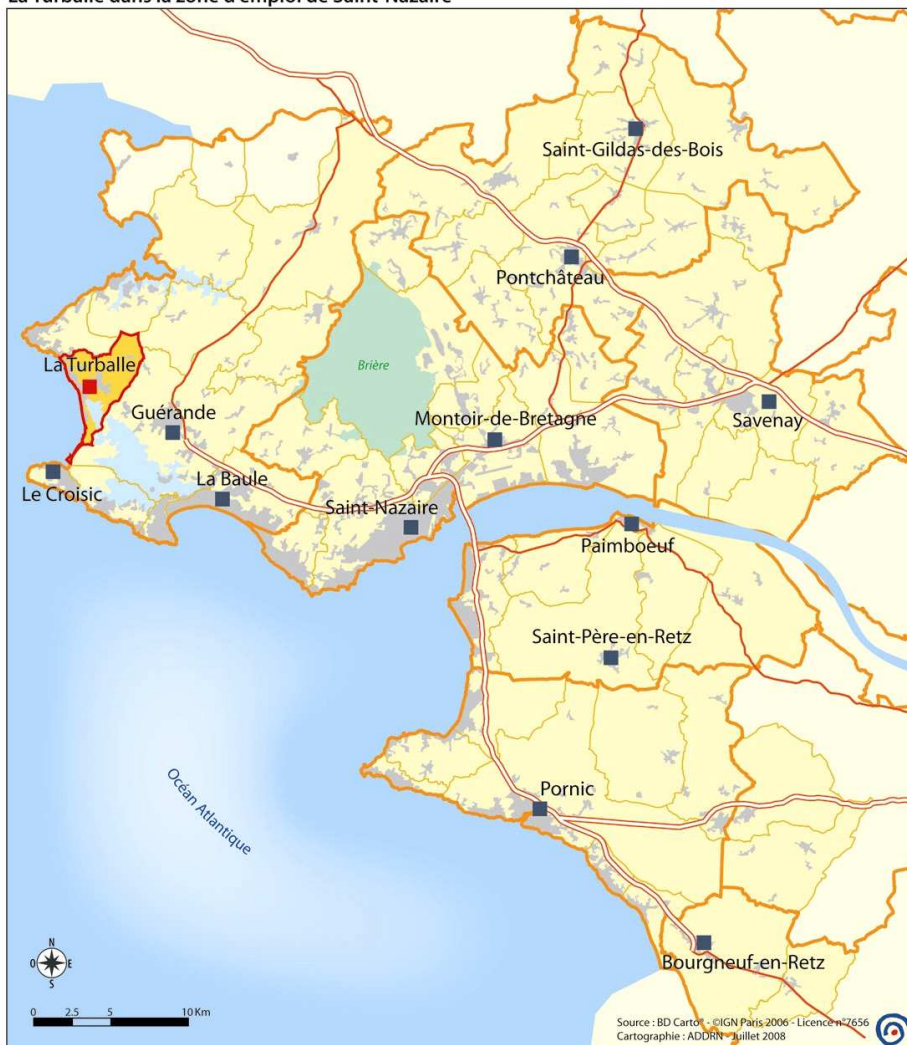 La Turballe dans la zone d'emploi de Saint-Nazaire
Saint-Gildas-des-Bois
Pontchâteau
Brière
La Turballe
Guérande
Montoir-de-Bretagne
Savenay
Le Croisic
La Baule
Saint-Nazaire
Paimboeuf
Saint-Père-en-Retz
Océan Atlantique
Pornic
Bourgneuf-en-Retz
N
O E
S
0 2.5 5 10 Km
Source : BD Carto® - ©IGN Paris 2006 - Licence n°7656
Cartographie : ADDRN - Juillet 2008